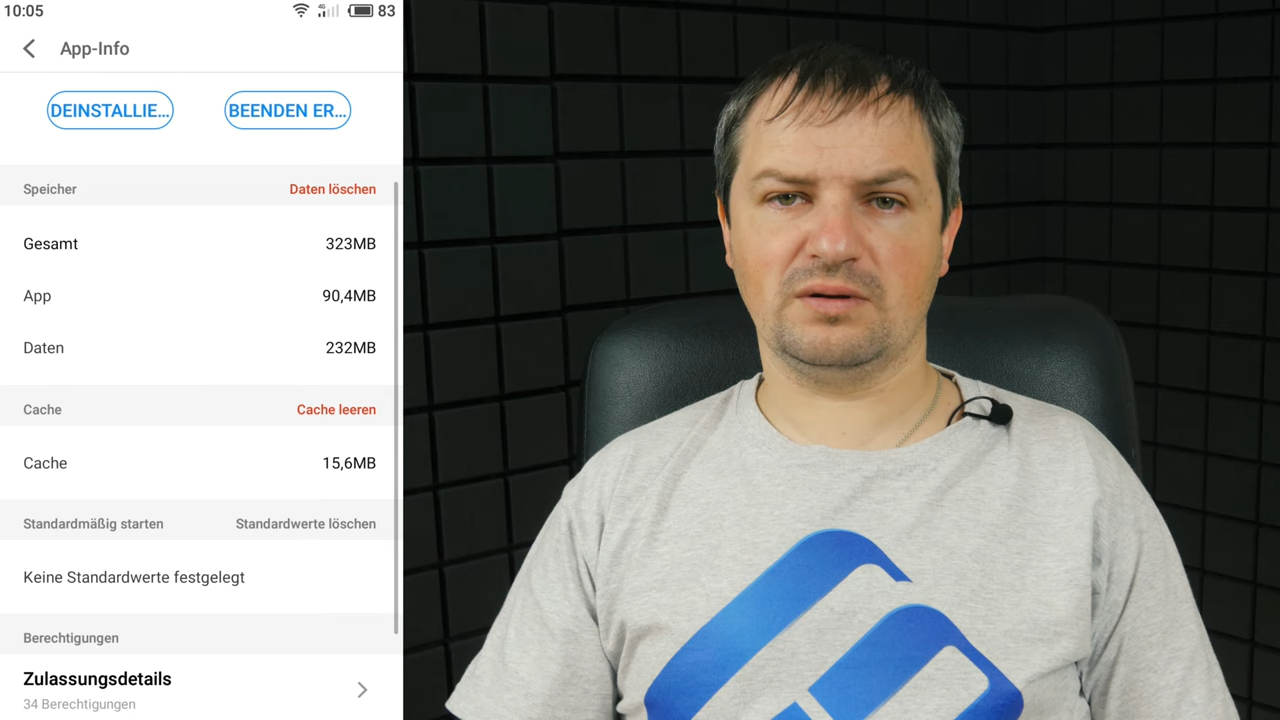 10:05
4G
83
App-Info
DEINSTALLIE...
BEENDEN ER...
Speicher
Daten löschen
Gesamt
323MB
App
90,4MB
Daten
232MB
Cache
Cache leeren
Cache
15,6MB
Standardmäßig starten
Standardwerte löschen
Keine Standardwerte festgelegt
Berechtigungen
Zulassungsdetails
34 Berechtigungen